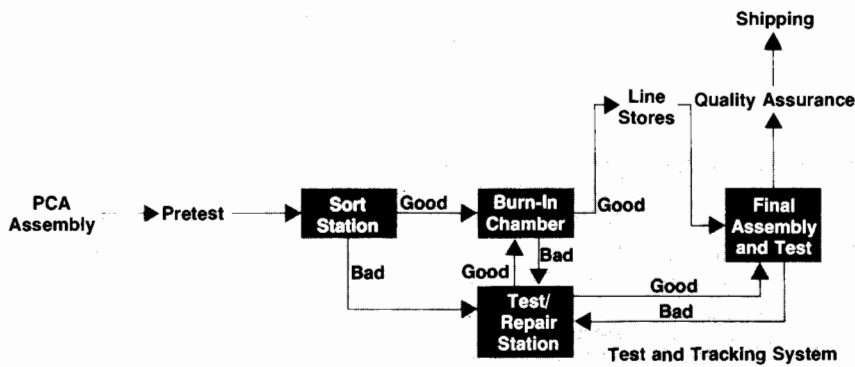 Shipping
Line
Stores
Quality Assurance
PCA
Assembly
Pretest
Sort
Station
Good
Burn-In
Chamber
Good
Final
Assembly
and Test
Bad
Good
Bad
Test/
Repair
Station
Good
Bad
Test and Tracking System